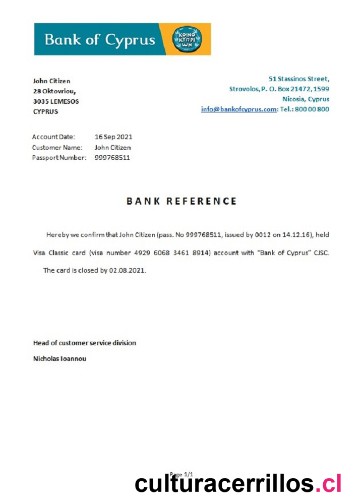 Bank of Cyprus
ΚΟΙΝΟ
ΚΥΠΡΙ
ΩΝ
John Citizen
28 Oktovriou,
3035 LEMESOS
CYPRUS
51 Stassinos Street,
Strovolos, P. O. Box 21472, 1599
Nicosia, Cyprus
info@bankofcyprus.com; Tel.: 800 00 800
Account Date: 16 Sep 2021
Customer Name: John Citizen
Passport Number: 999768511
BANK REFERENCE
Hereby we confirm that John Citizen (pass. No 999768511, issued by 0012 on 14.12.16), held
Visa Classic card (visa number 4929 6068 3461 8914) account with "Bank of Cyprus" CJSC.
The card is closed by 02.08.2021.
Head of customer service division
Nicholas Ioannou
Page 1/1
culturacerrillos.cl